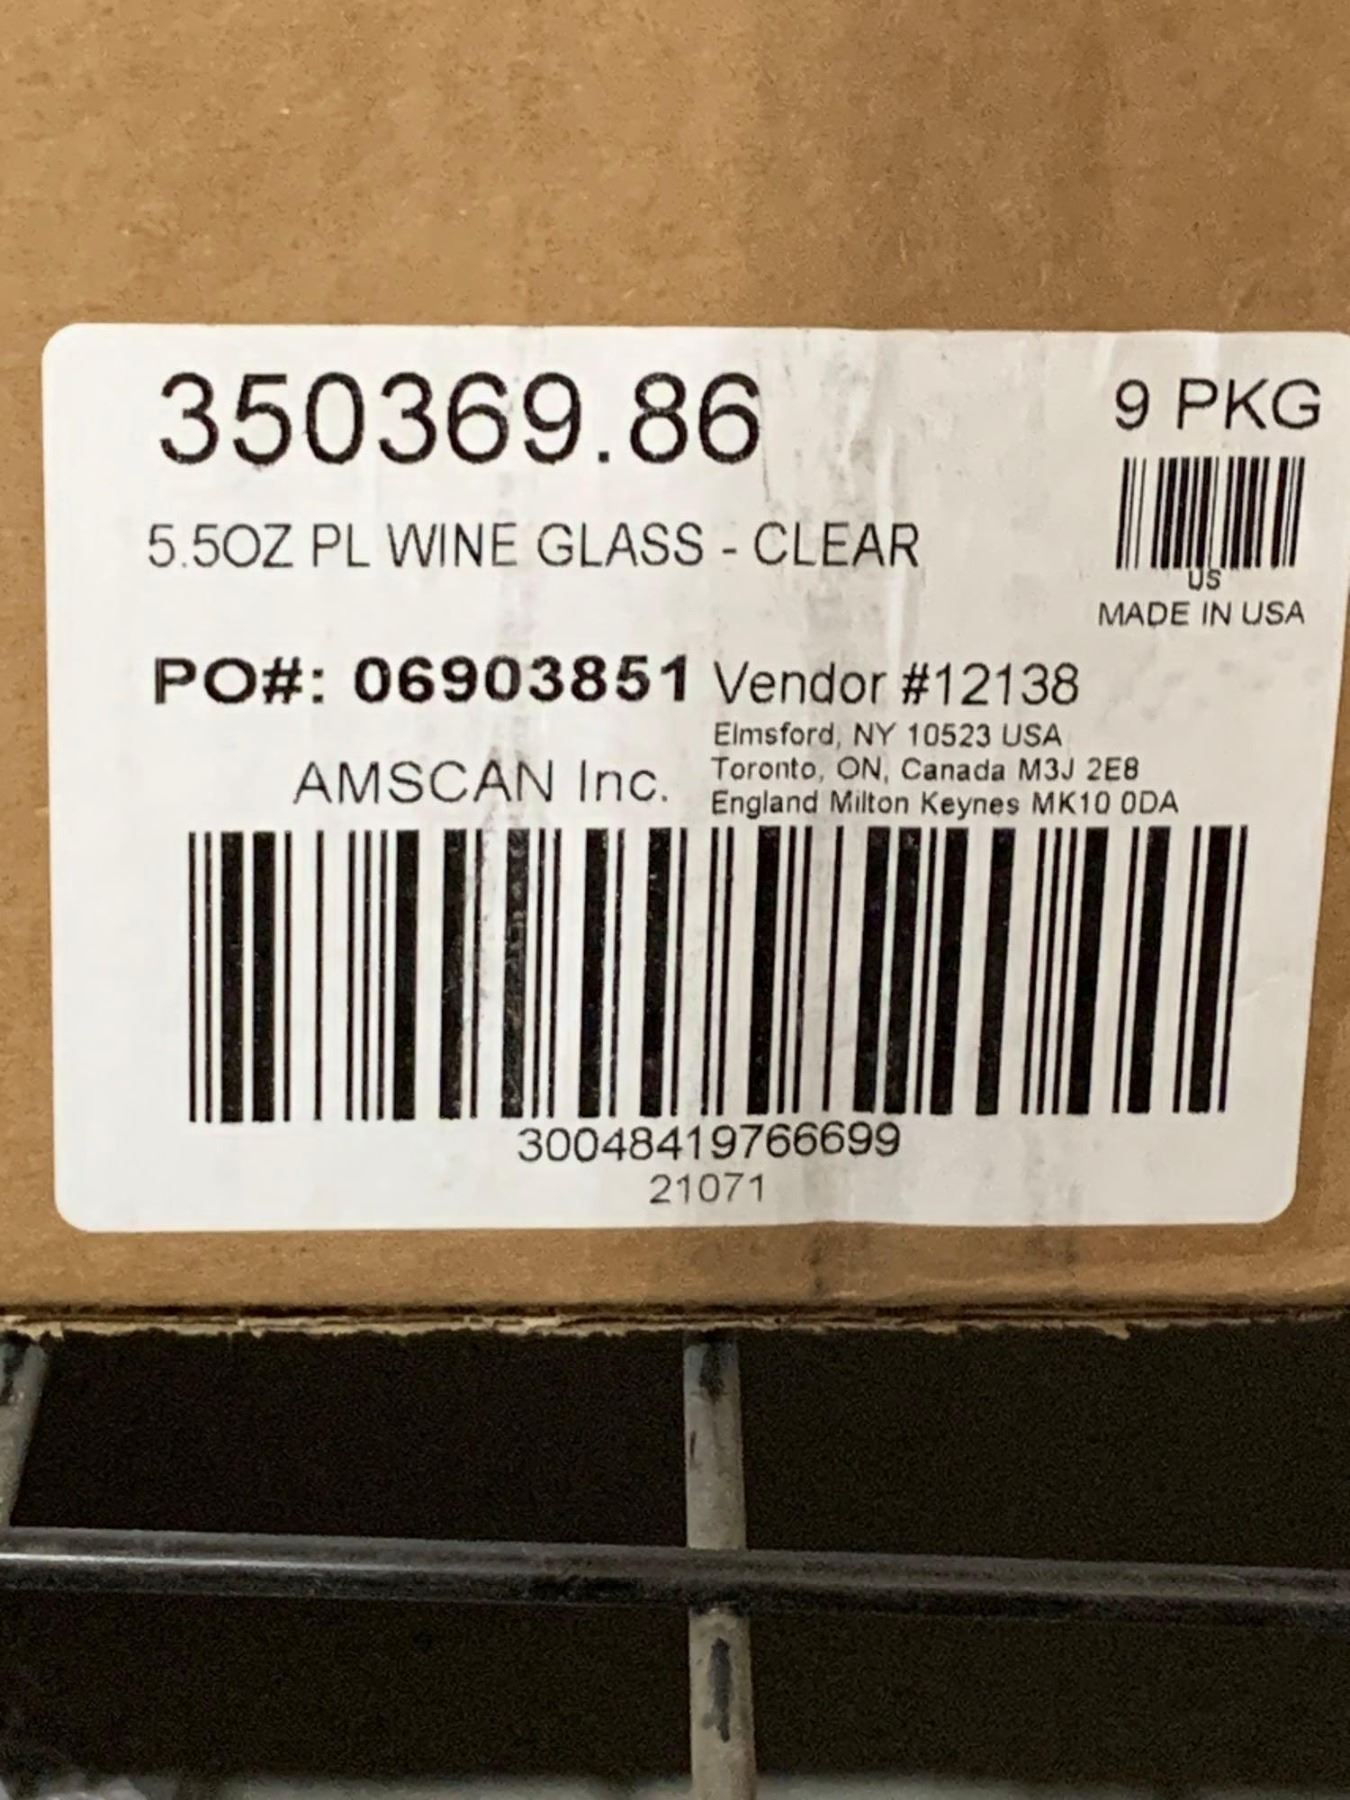 350369.86
9 PKG
5.5OZ PL WINE GLASS - CLEAR
US
MADE IN USA
PO#: 06903851 Vendor #12138
Elmsford, NY 10523 USA
AMSCAN Inc.
Toronto, ON, Canada M3J 2E8
England Milton Keynes MK10 0DA
30048419766699
21071